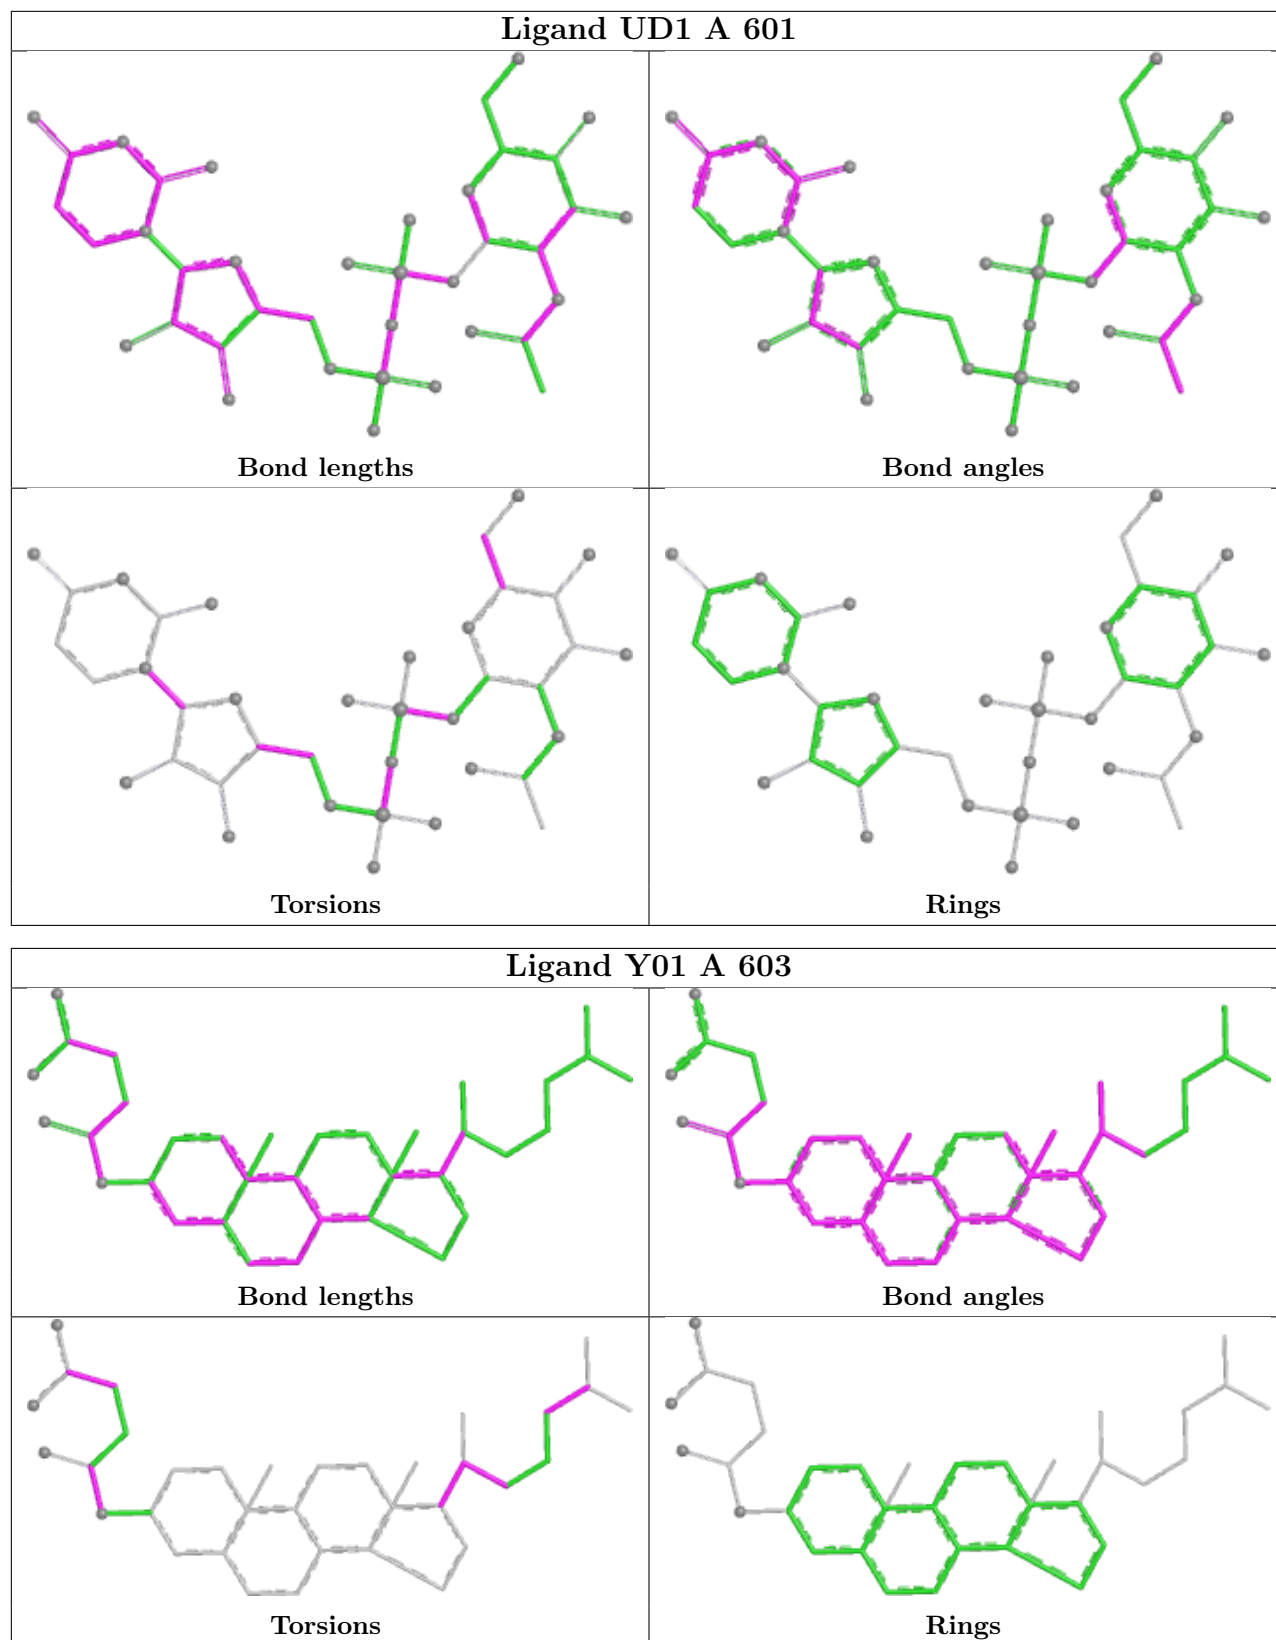 Ligand UD1 A 601
Bond lengths
Bond angles
Torsions
Rings
Ligand Y01 A 603
Bond lengths
Bond angles
Torsions
Rings